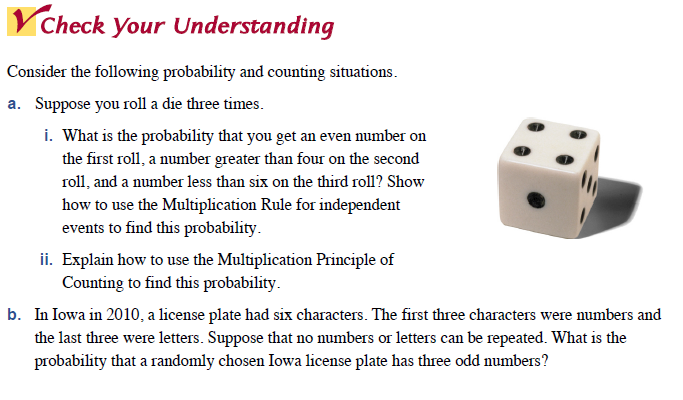 Check Your Understanding
Consider the following probability and counting situations.
a. Suppose you roll a die three times.
i. What is the probability that you get an even number on
the first roll, a number greater than four on the second
roll, and a number less than six on the third roll? Show
how to use the Multiplication Rule for independent
events to find this probability.
ii. Explain how to use the Multiplication Principle of
Counting to find this probability.
b. In Iowa in 2010, a license plate had six characters. The first three characters were numbers and
the last three were letters. Suppose that no numbers or letters can be repeated. What is the
probability that a randomly chosen Iowa license plate has three odd numbers?